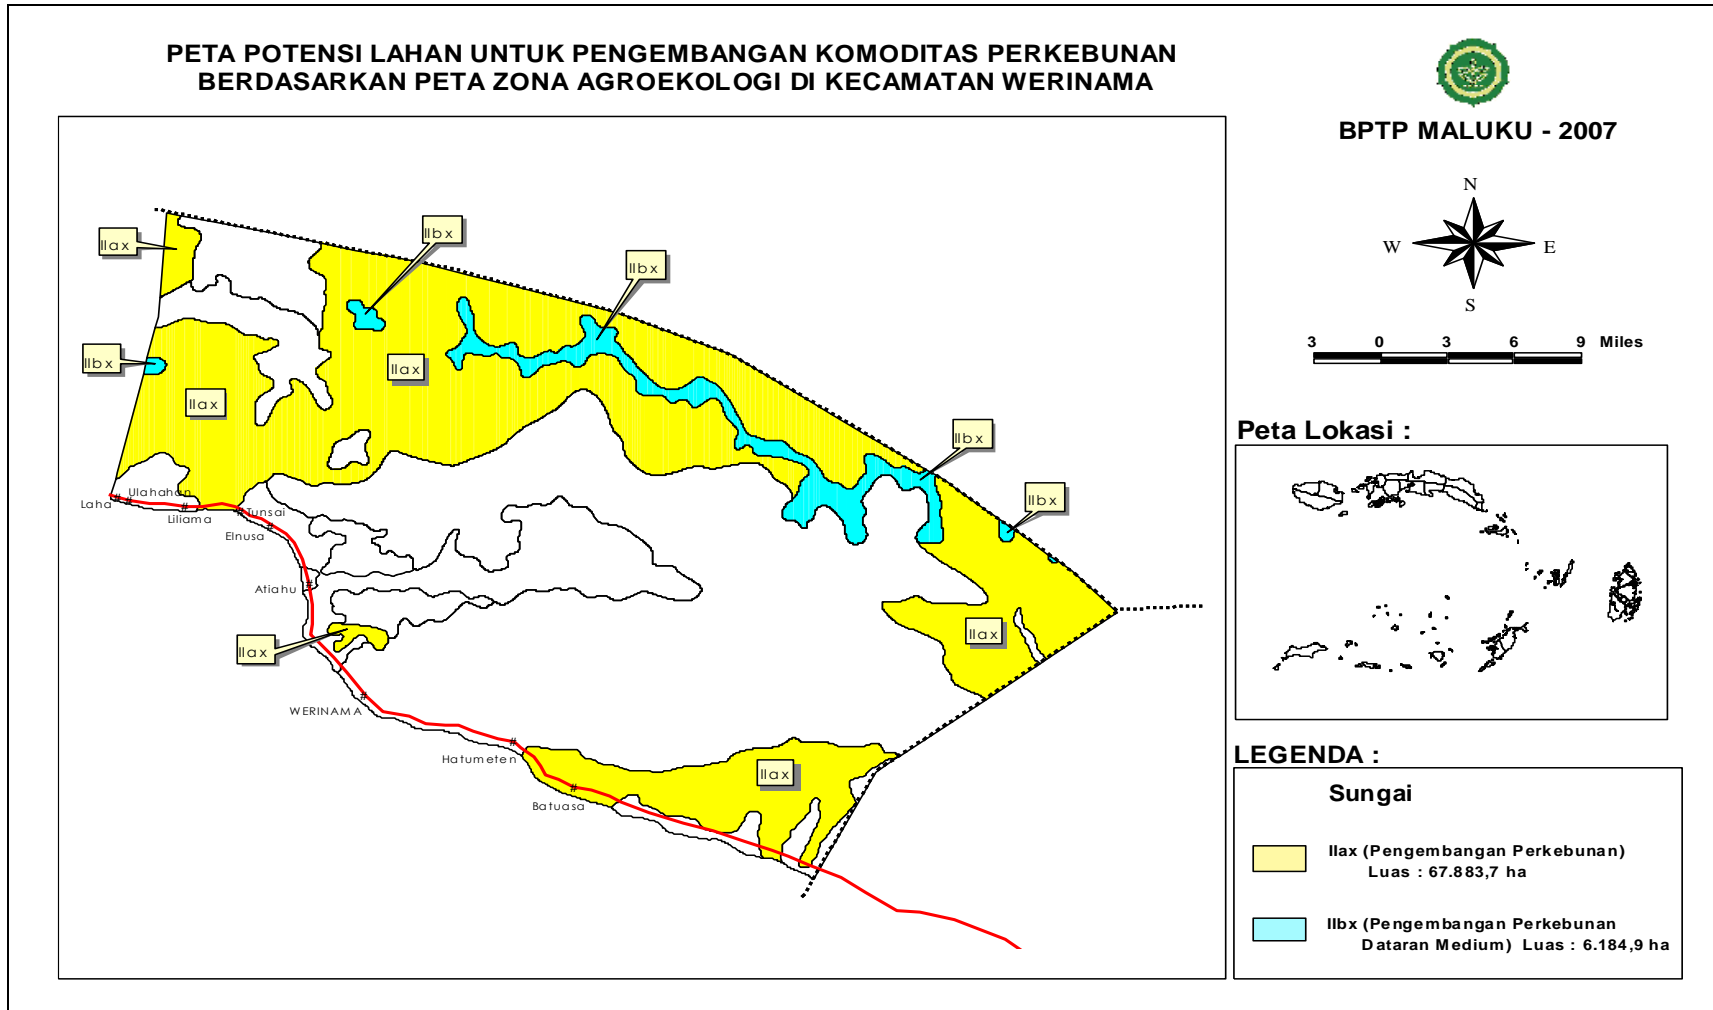 PETA POTENSI LAHAN UNTUK PENGEMBANGAN KOMODITAS PERKEBUNAN
BERDASARKAN PETA ZONA AGROEKOLOGI DI KECAMATAN WERINAMA
BPTP MALUKU - 2007
N
W E
S
3 0 3 6 9 Miles
IIax
IIbx
IIbx
IIbx
IIax
IIax
IIbx
IIbx
Laha
Ulahahan
Liliama
Tunsai
Elnusa
Atiahu
IIax
IIax
WERINAMA
Hatumeten
IIax
Batuasa
Peta Lokasi :
LEGENDA :
Sungai
IIax (Pengembangan Perkebunan)
Luas : 67.883,7 ha
IIbx (Pengembangan Perkebunan
Dataran Medium) Luas : 6.184,9 ha